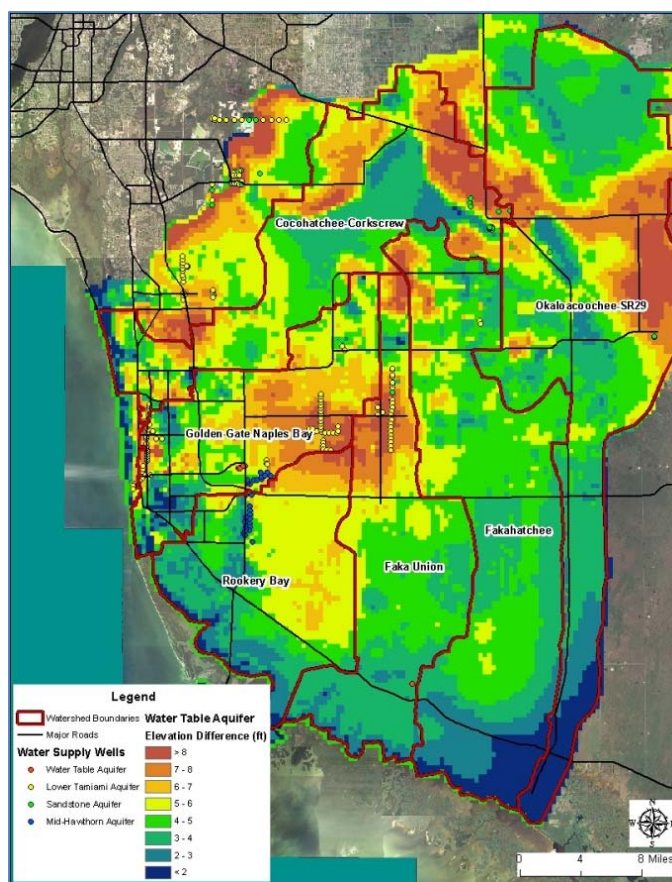 Cocohatchee-Corkscrew
Okaloacoochee-SR29
Golden Gate Naples Bay
Fakahatchee
Faka Union
Rookery Bay
Legend
Watershed Boundaries
Major Roads
Water Supply Wells
Water Table Aquifer
Lower Tamiami Aquifer
Sandstone Aquifer
Mid-Hawthorn Aquifer
Water Table Aquifer
Elevation Difference (ft)
> 8
7 - 8
6 - 7
5 - 6
4 - 5
3 - 4
2 - 3
< 2
N
W
E
S
0 4 8 Miles